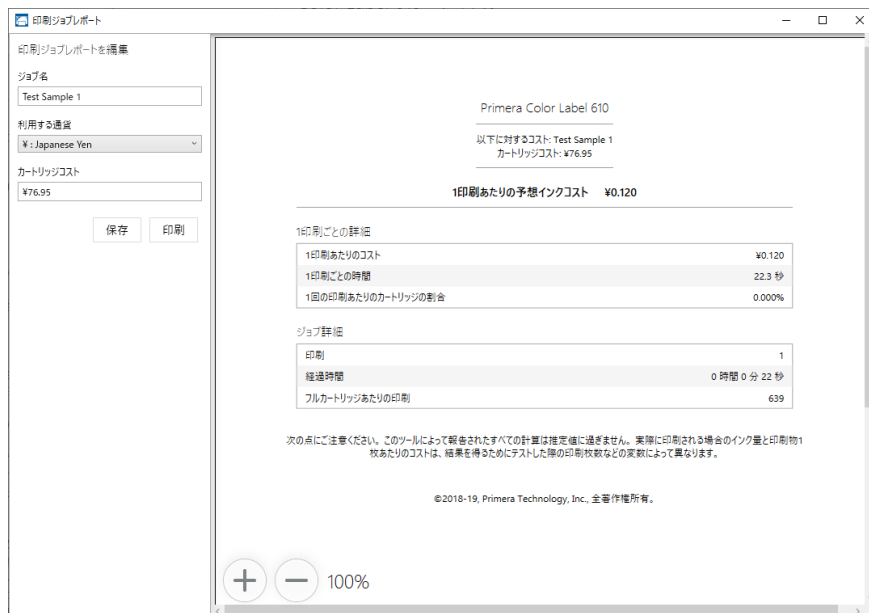 印刷ジョブレポート
印刷ジョブレポートを編集
ジョブ名
Test Sample 1
利用する通貨
¥ : Japanese Yen
カートリッジコスト
¥76.95
保存 印刷
Primera Color Label 610
以下に対するコスト: Test Sample 1
カートリッジコスト: ¥76.95
1印刷あたりの予想インクコスト ¥0.120
1印刷ごとの詳細
1印刷あたりのコスト ¥0.120
1印刷ごとの時間 22.3 秒
1回の印刷あたりのカートリッジの割合 0.000%
ジョブ詳細
印刷 1
経過時間 0 時間 0 分 22 秒
フルカートリッジあたりの印刷 639
次の点にご注意ください。このツールによって報告されたすべての計算は推定値に過ぎません。実際に印刷される場合のインク量と印刷物1
枚あたりのコストは、結果を得るためにテストした際の印刷枚数などの変数によって異なります。
©2018-19, Primera Technology, Inc., 全著作権所有。
100%